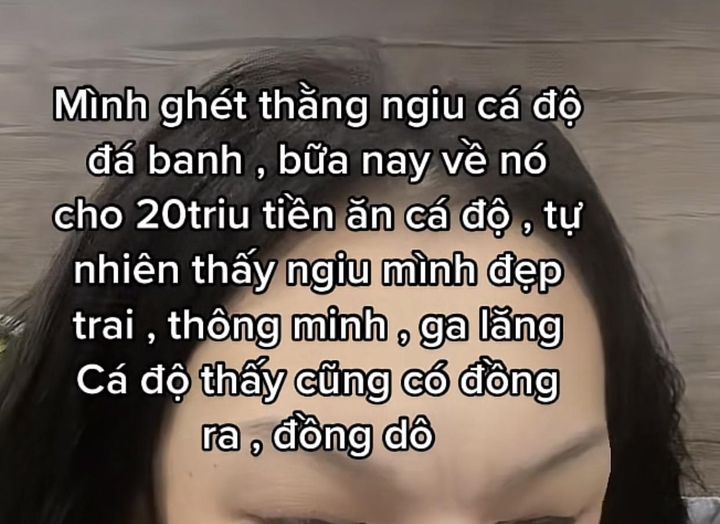 Mình ghét thằng ngiu cá độ
đá banh , bữa nay về nó
cho 20triu tiền ăn cá độ , tự
nhiên thấy ngiu mình đẹp
trai , thông minh , ga lăng
Cá độ thấy cũng có đồng
ra , đồng dô